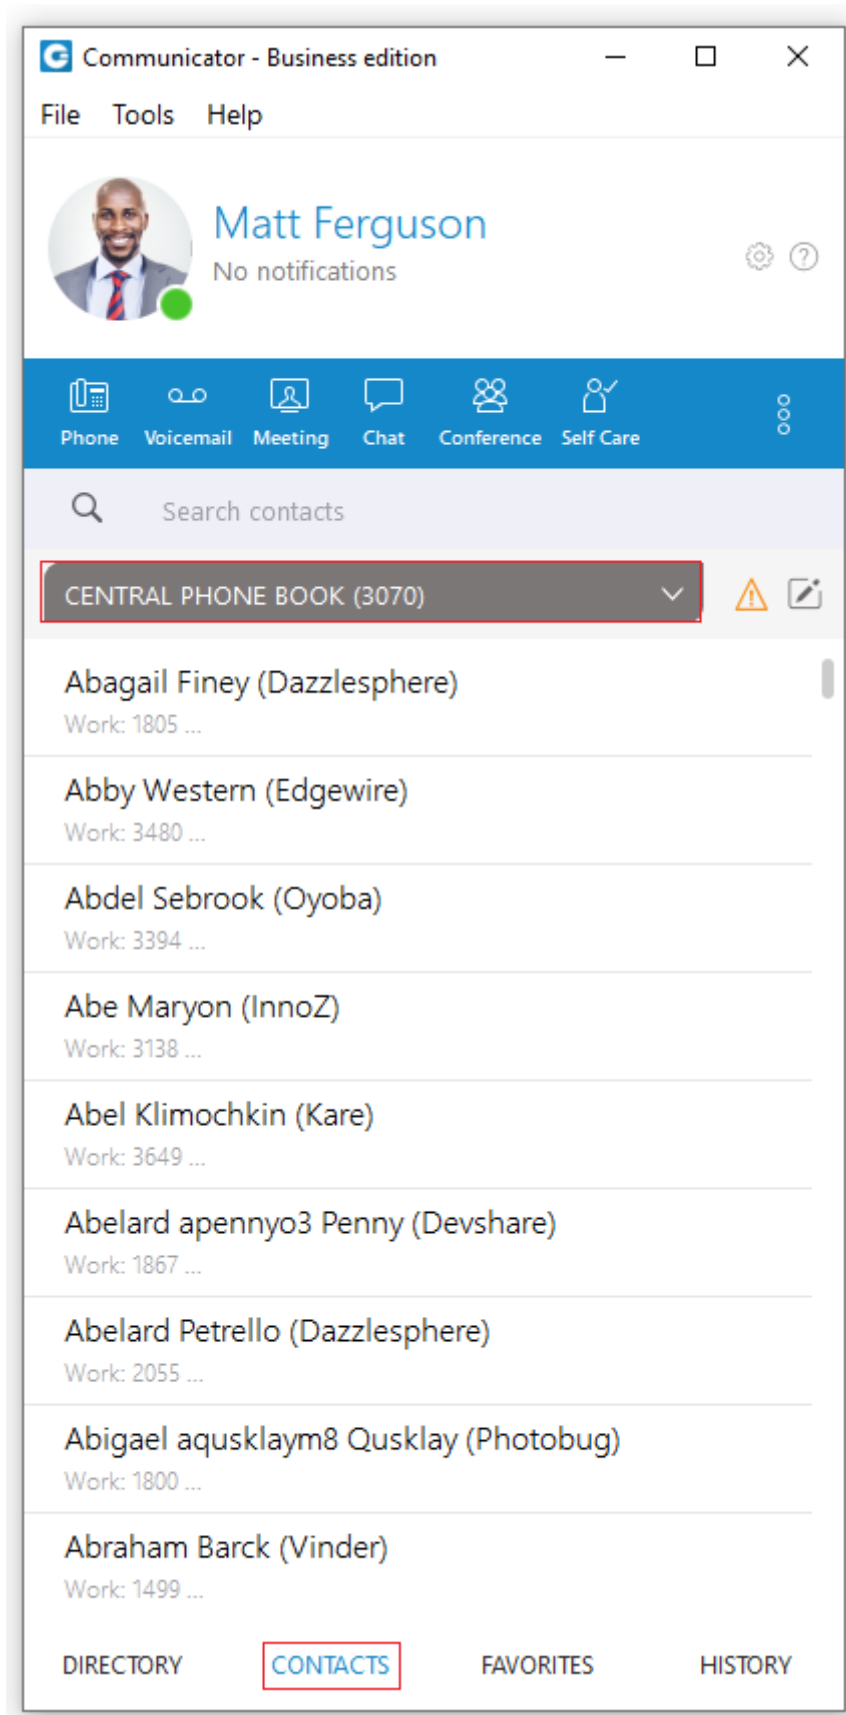 Communicator - Business edition
File Tools Help
Matt Ferguson
No notifications
Phone Voicemail Meeting Chat Conference Self Care
Search contacts
CENTRAL PHONE BOOK (3070)
Abagail Finey (Dazzlesphere)
Work: 1805 ...
Abby Western (Edgewire)
Work: 3480 ...
Abdel Sebrook (Oyoba)
Work: 3394 ...
Abe Maryon (InnoZ)
Work: 3138 ...
Abel Klimochkin (Kare)
Work: 3649 ...
Abelard apennyo3 Penny (Devshare)
Work: 1867 ...
Abelard Petrello (Dazzlesphere)
Work: 2055 ...
Abigael aqusklaym8 Qusklay (Photobug)
Work: 1800 ...
Abraham Barck (Vinder)
Work: 1499 ...
DIRECTORY CONTACTS FAVORITES HISTORY